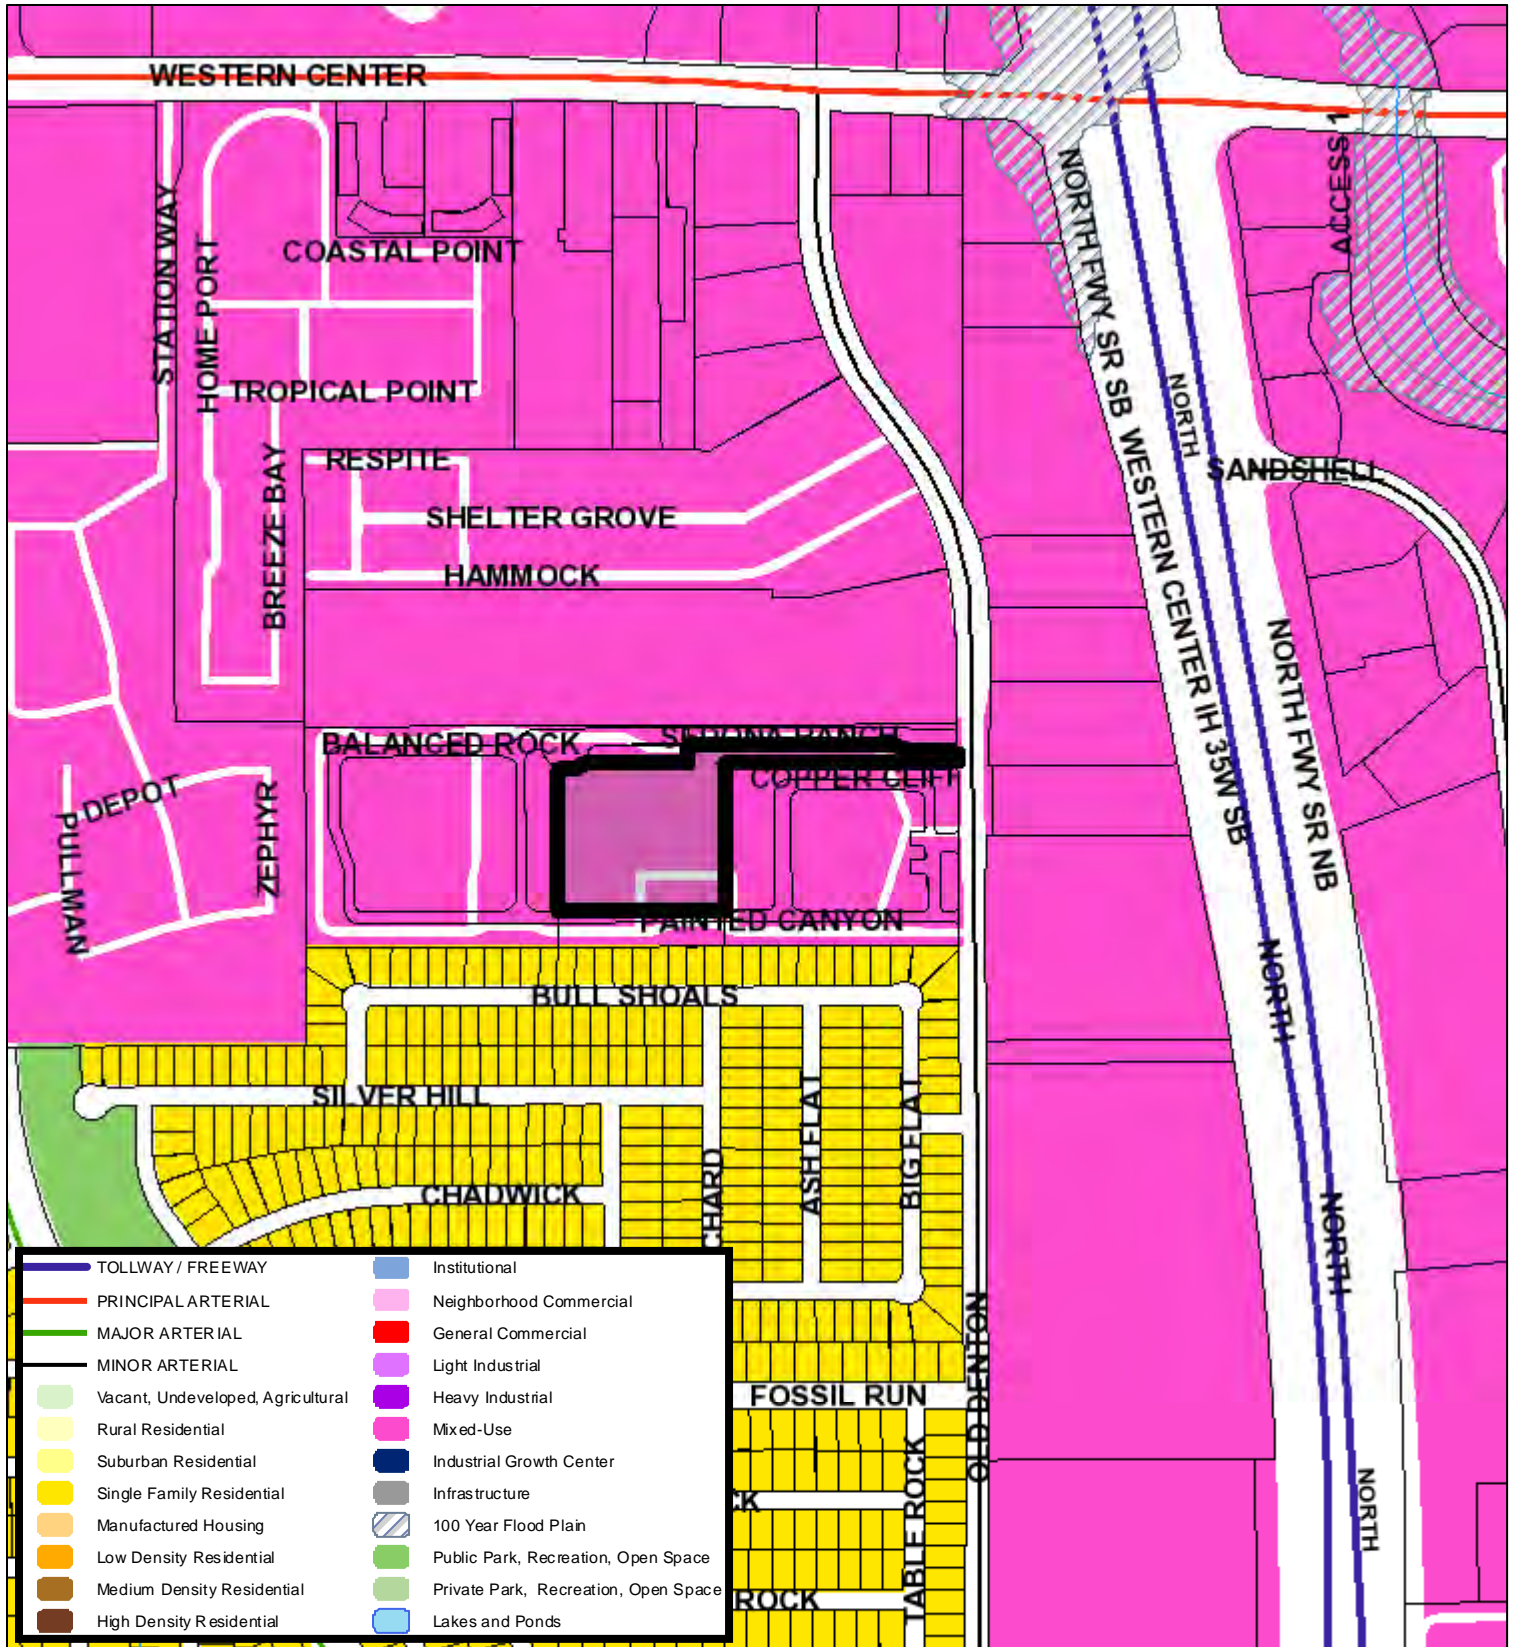 WESTERN CENTER
STATION WAY
HOME PORT
COASTAL POINT
TROPICAL POINT
BREEZE BAY
RESPITE
SHELTER GROVE
HAMMOCK
NORTH FWY SR SB
WESTERN CENTER IH 35W SB
NORTH
ACCESS 1
SANDSHELL
NORTH FWY SR NB
BALANCED ROCK
SEDONA RANCH
COPPER CLIFF
DEPOT
PULLMAN
ZEPHYR
PAINTED CANYON
NORTH
BULL SHOALS
SILVER HILL
CHADWICK
CHARD
ASH FLAT
BIG FLAT
NORTH
OLD DENTON
FOSSIL RUN
TABLE ROCK
CK
ROCK
NORTH
TOLLWAY / FREEWAY
PRINCIPAL ARTERIAL
MAJOR ARTERIAL
MINOR ARTERIAL
Vacant, Undeveloped, Agricultural
Rural Residential
Suburban Residential
Single Family Residential
Manufactured Housing
Low Density Residential
Medium Density Residential
High Density Residential
Institutional
Neighborhood Commercial
General Commercial
Light Industrial
Heavy Industrial
Mixed-Use
Industrial Growth Center
Infrastructure
100 Year Flood Plain
Public Park, Recreation, Open Space
Private Park, Recreation, Open Space
Lakes and Ponds